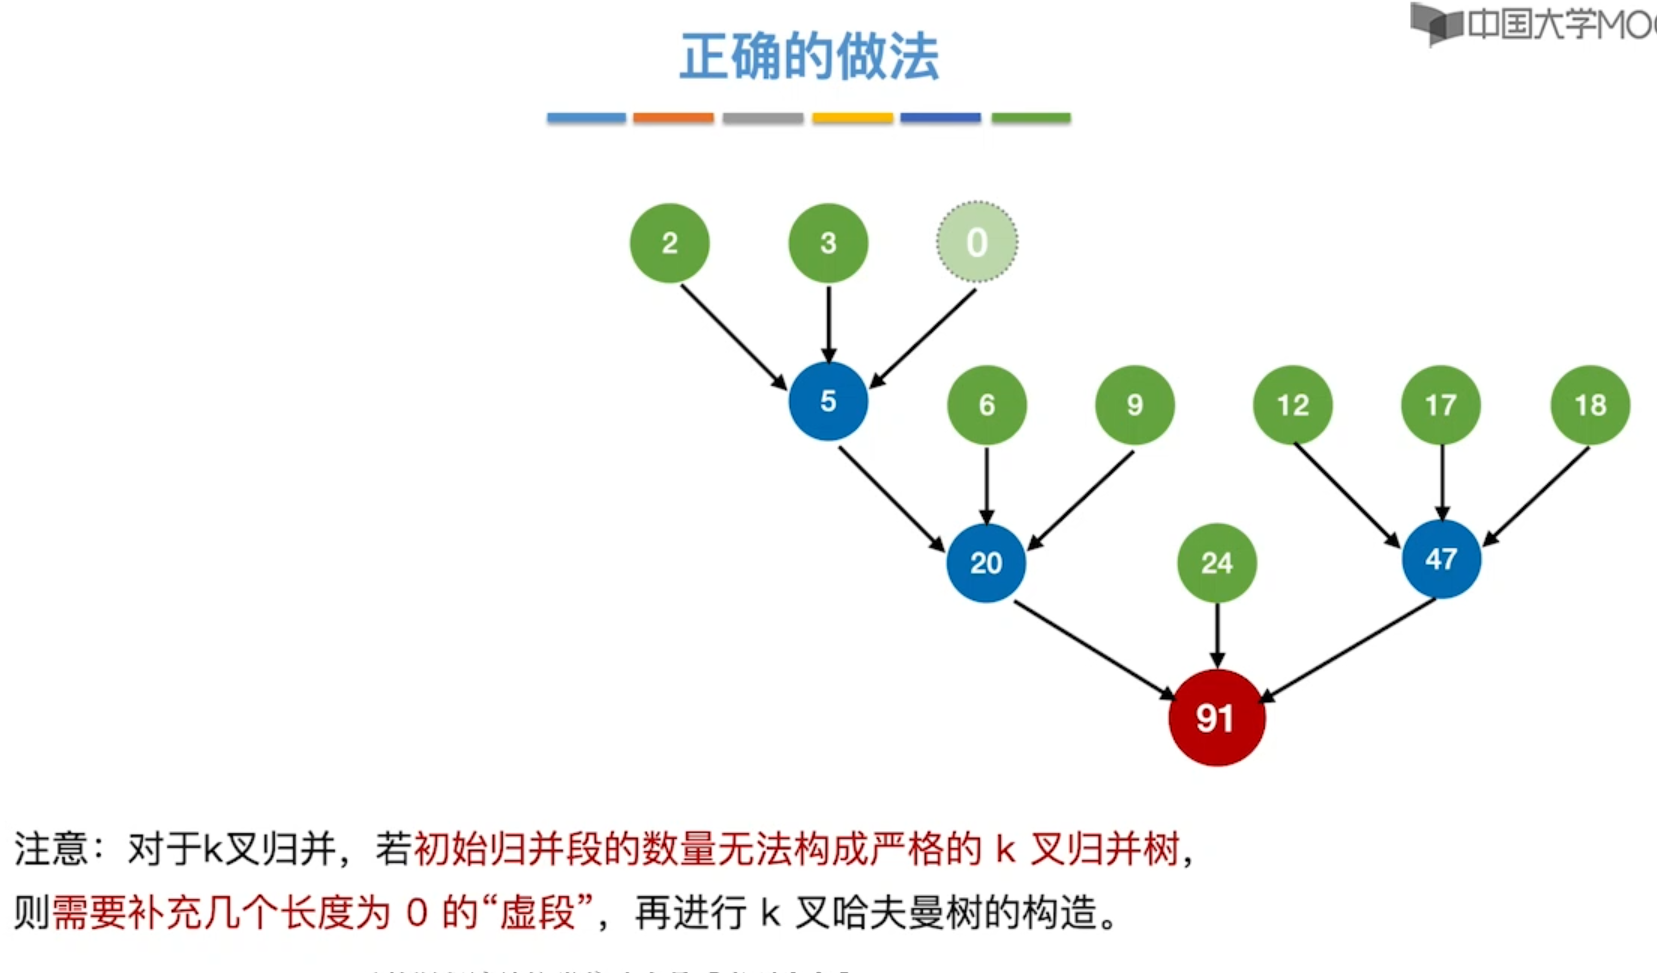 中国大学MOO
正确的做法
2 3 0
5 6 9 12 17 18
20 24 47
91
注意：对于k叉归并，若初始归并段的数量无法构成严格的 k 叉归并树，
则需要补充几个长度为 0 的“虚段”，再进行 k 叉哈夫曼树的构造。